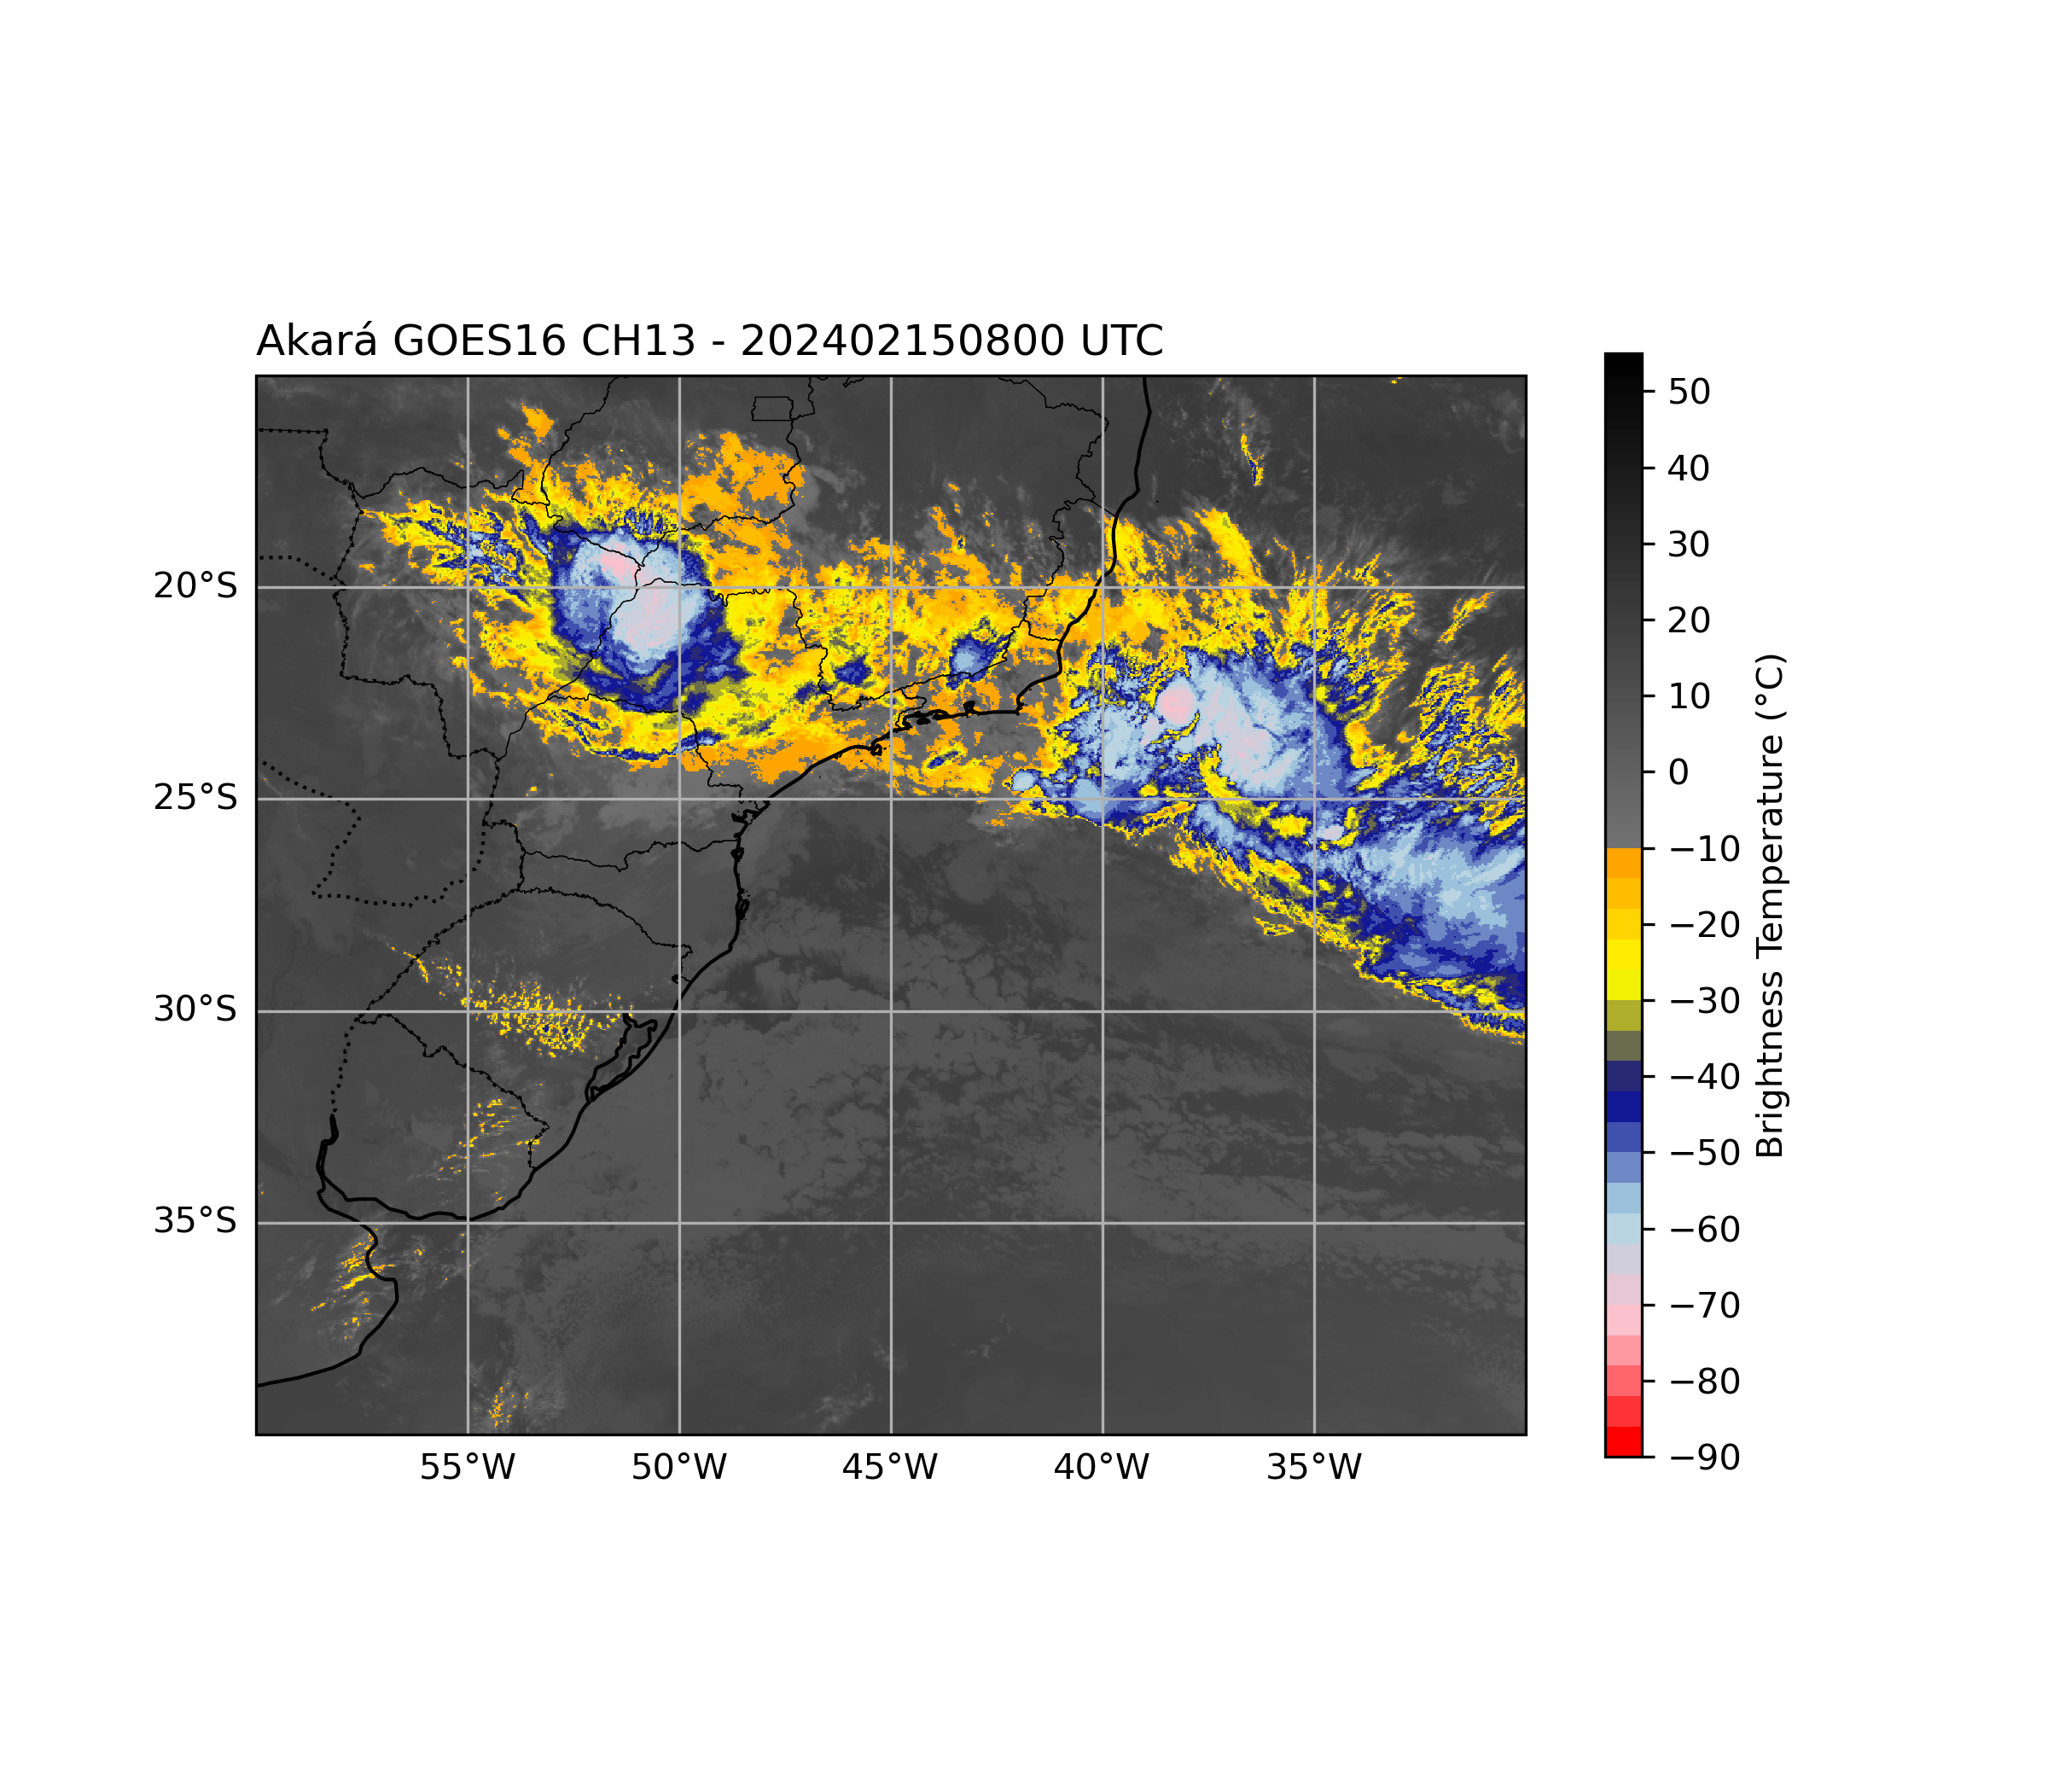 Akará GOES16 CH13 - 202402150800 UTC
20°S
25°S
30°S
35°S
55°W
50°W
45°W
40°W
35°W
50
40
30
20
10
0
−10
−20
−30
−40
−50
−60
−70
−80
−90
Brightness Temperature (°C)